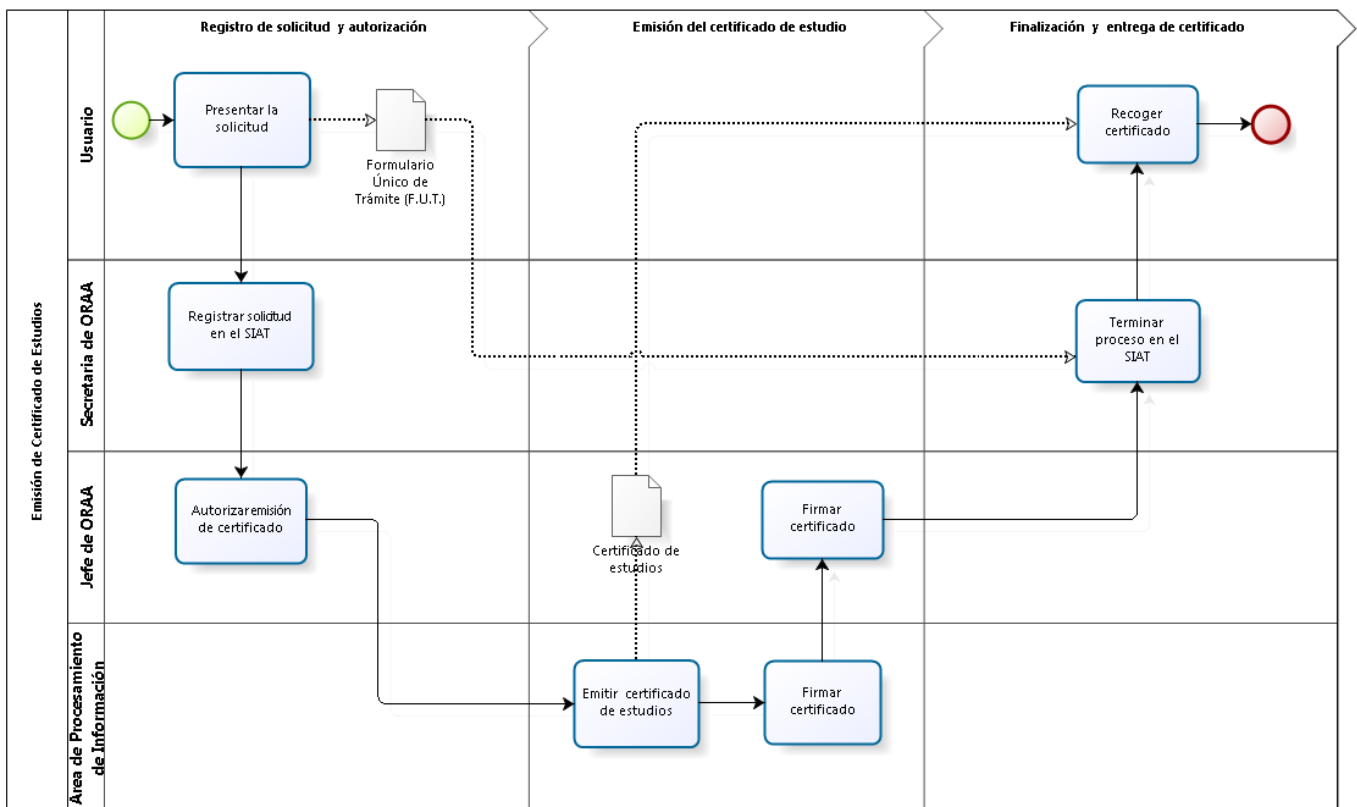 Registro de solicitud y autorización
Emisión del certificado de estudio
Finalización y entrega de certificado
Emisión de Certificado de Estudios
Usuario
Presentar la
solicitud
Formulario
Único de
Trámite (F.U.T.)
Recoger
certificado
Secretaria de ORAA
Registrar solicitud
en el SIAT
Terminar
proceso en el
SIAT
Jefe de ORAA
Autorizar emisión
de certificado
Certificado de
estudios
Firmar
certificado
Area de Procesamiento
de Información
Emitir certificado
de estudios
Firmar
certificado